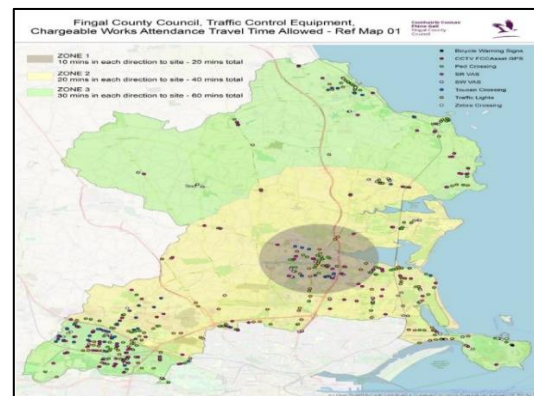 Fingal County Council, Traffic Control Equipment,
Chargeable Works Attendance Travel Time Allowed - Ref Map 01
Comhairle Contae
Fhine Gall
Fingal County
Council
ZONE 1
10 mins in each direction to site - 20 mins total
ZONE 2
20 mins in each direction to site - 40 mins total
ZONE 3
30 mins in each direction to site - 60 mins total
Bicycle Warning Signs
CCTV FCCAsset GPS
Ped Crossing
SR VAS
SW VAS
Toucan Crossing
Traffic Lights
Zebra Crossing